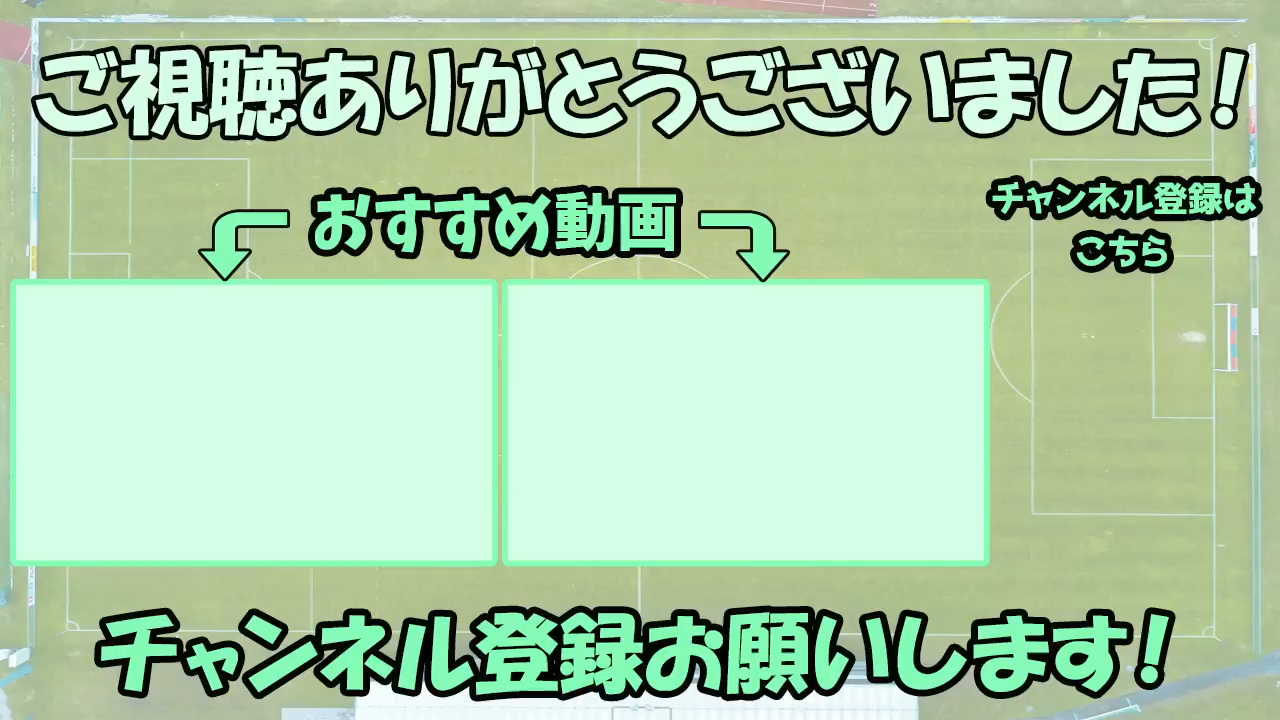 ご視聴ありがとうございました!
おすすめ動画
チャンネル登録は
こちら
チャンネル登録お願いします!